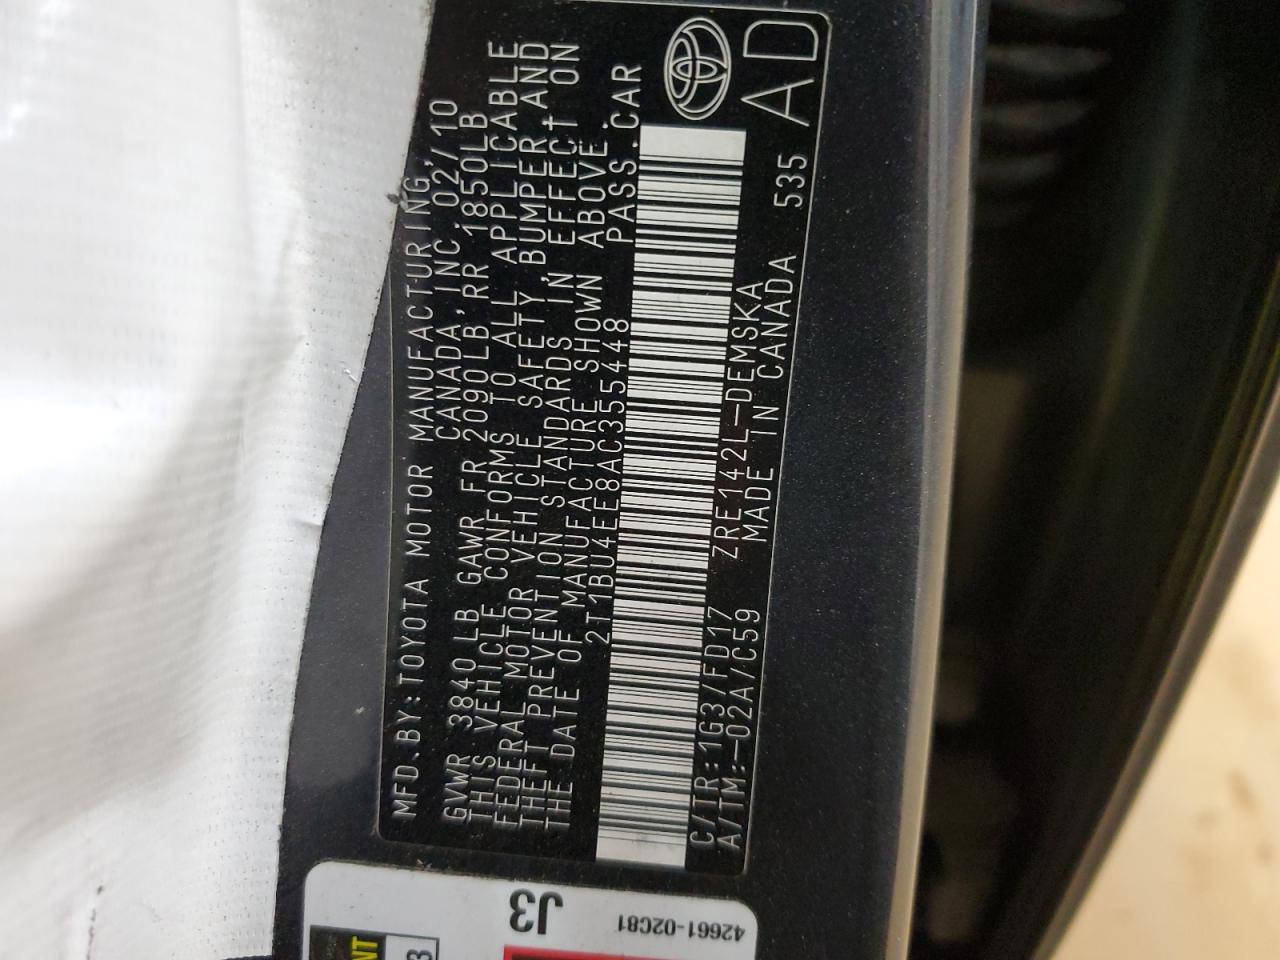 MFD.BY:TOYOTA MOTOR MANUFACTURING,
CANADA,INC. 02/10
GVWR 3840LB GAWR FR 2090LB,RR 1850LB
THIS VEHICLE CONFORMS TO ALL APPLICABLE
FEDERAL MOTOR VEHICLE SAFETY,BUMPER,AND
THEFT PREVENTION STANDARDS IN EFFECT ON
THE DATE OF MANUFACTURE SHOWN ABOVE.
2T1BU4EE8AC355448 PASS.CAR
C/TR:1G3/FD17 ZRE142L-DEMSKA
A/TM:-02A/C59 MADE IN CANADA 535
AD
J3
42661-02C81
NT
3